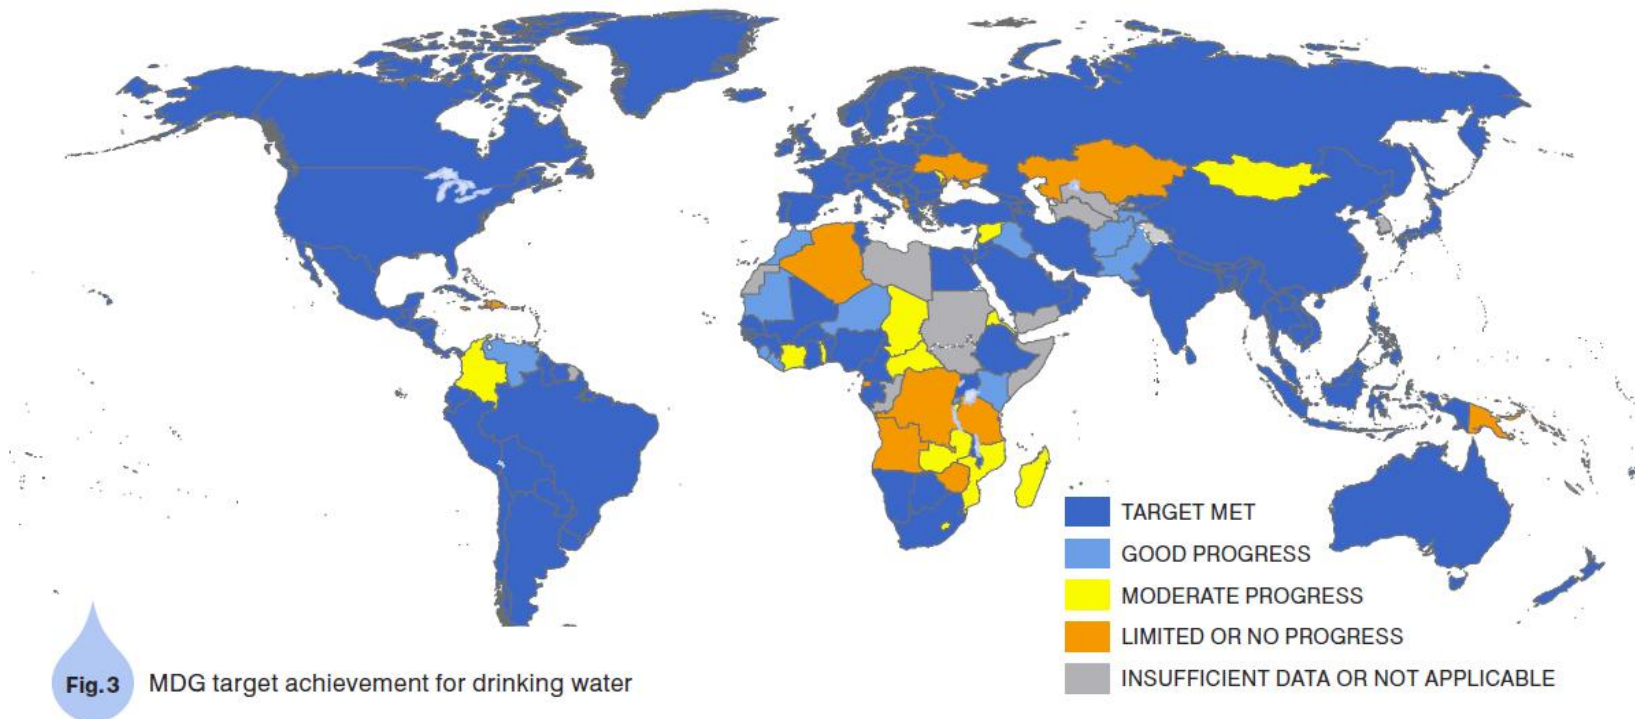 TARGET MET
GOOD PROGRESS
MODERATE PROGRESS
LIMITED OR NO PROGRESS
INSUFFICIENT DATA OR NOT APPLICABLE
Fig.3 MDG target achievement for drinking water